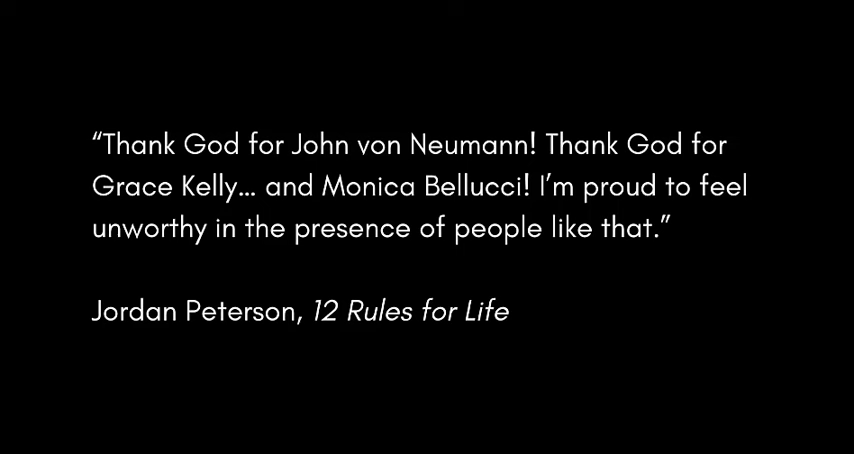 “Thank God for John von Neumann! Thank God for
Grace Kelly... and Monica Bellucci! I’m proud to feel
unworthy in the presence of people like that.”
Jordan Peterson, 12 Rules for Life